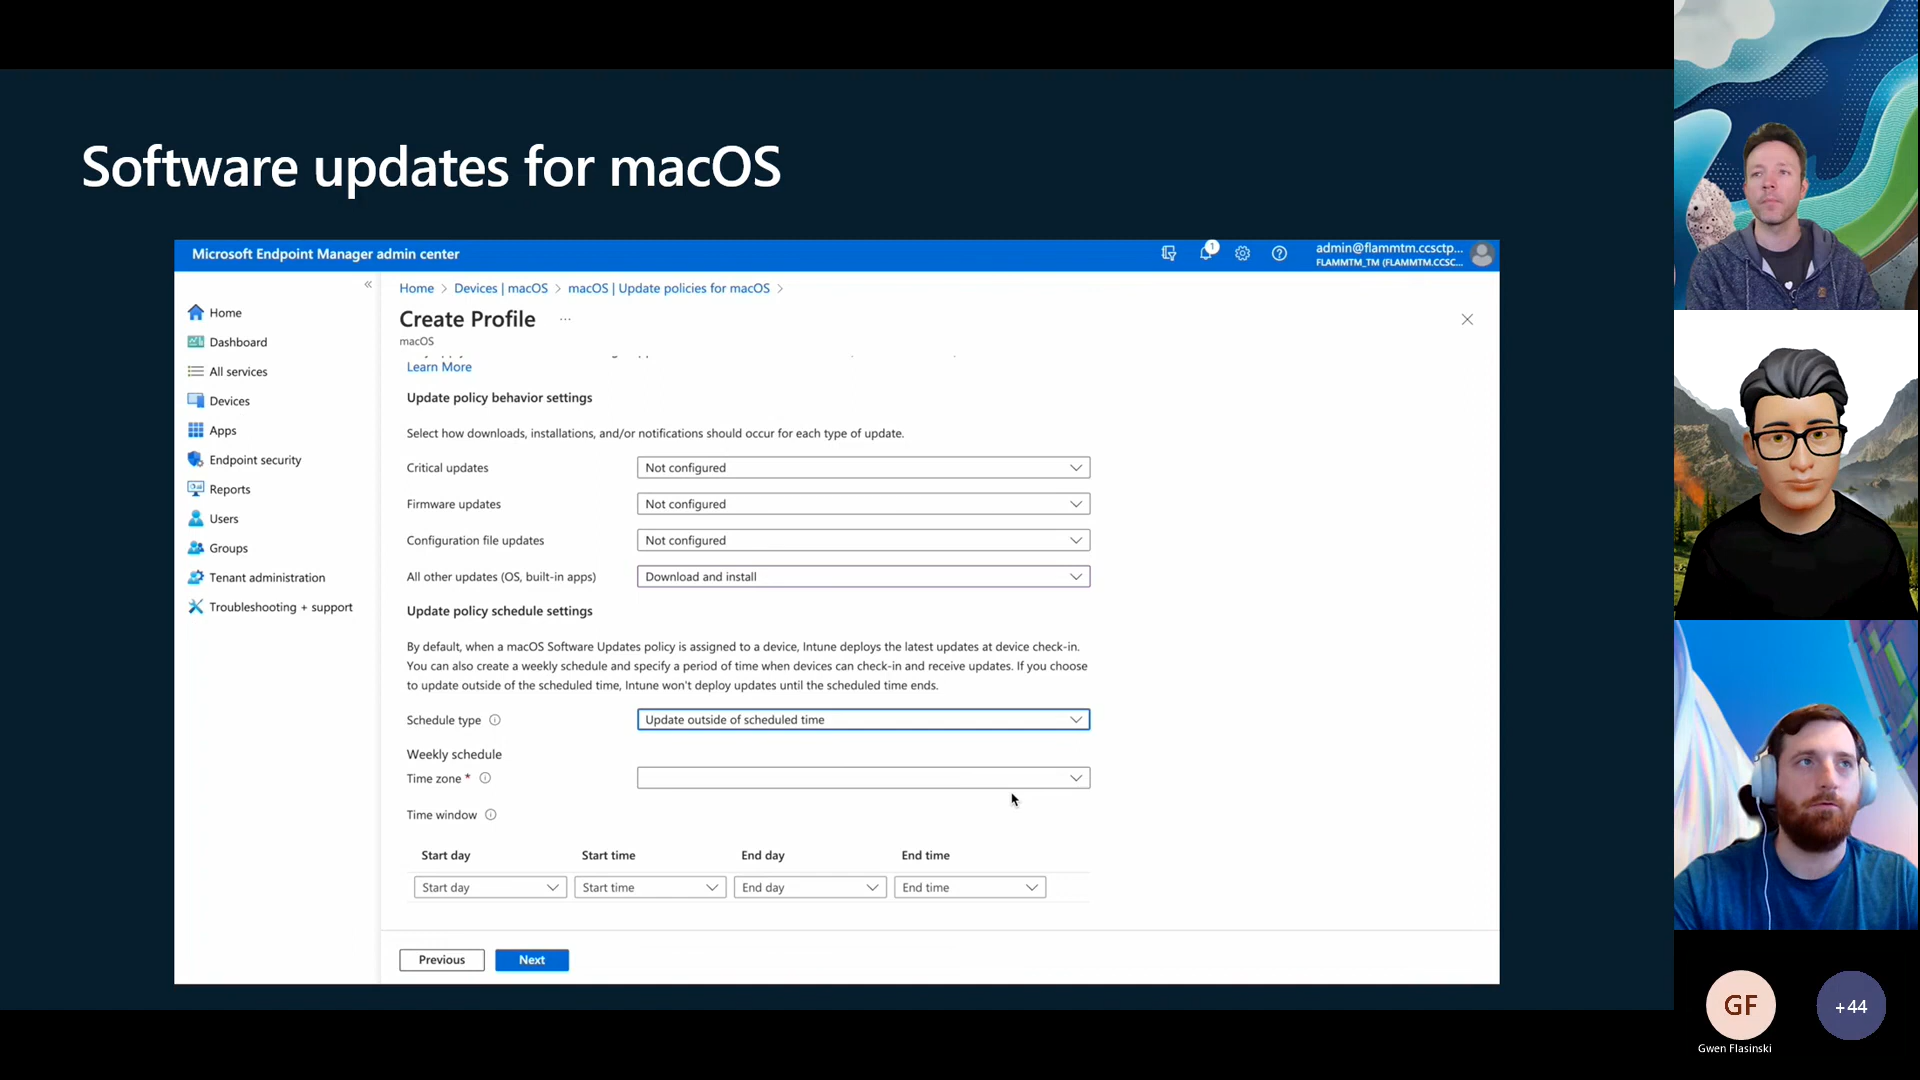 Software updates for macOS
Microsoft Endpoint Manager admin center
1
admin@flammtm.ccsctp...
FLAMMTM_TM (FLAMMTM.CCSC...
Home
Dashboard
All services
Devices
Apps
Endpoint security
Reports
Users
Groups
Tenant administration
Troubleshooting + support
Home > Devices | macOS > macOS | Update policies for macOS >
Create Profile ...
macOS
Learn More
Update policy behavior settings
Select how downloads, installations, and/or notifications should occur for each type of update.
Critical updates Not configured
Firmware updates Not configured
Configuration file updates Not configured
All other updates (OS, built-in apps) Download and install
Update policy schedule settings
By default, when a macOS Software Updates policy is assigned to a device, Intune deploys the latest updates at device check-in.
You can also create a weekly schedule and specify a period of time when devices can check-in and receive updates. If you choose
to update outside of the scheduled time, Intune won't deploy updates until the scheduled time ends.
Schedule type Update outside of scheduled time
Weekly schedule
Time zone *
Time window
Start day Start time End day End time
Start day Start time End day End time
Previous Next
GF
Gwen Flasinski
+44